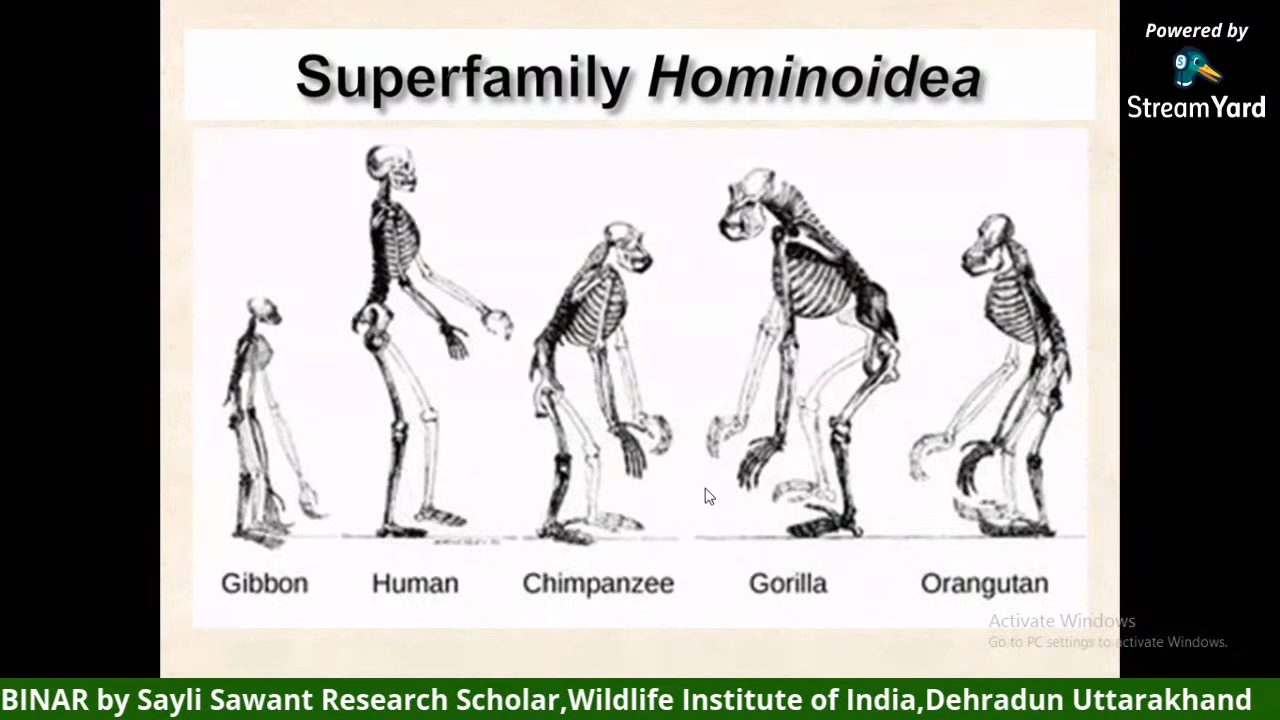 Superfamily Hominoidea
Powered by
StreamYard
Gibbon Human Chimpanzee Gorilla Orangutan
Activate Windows
Go to PC settings to activate Windows.
BINAR by Sayli Sawant Research Scholar,Wildlife Institute of India,Dehradun Uttarakhand